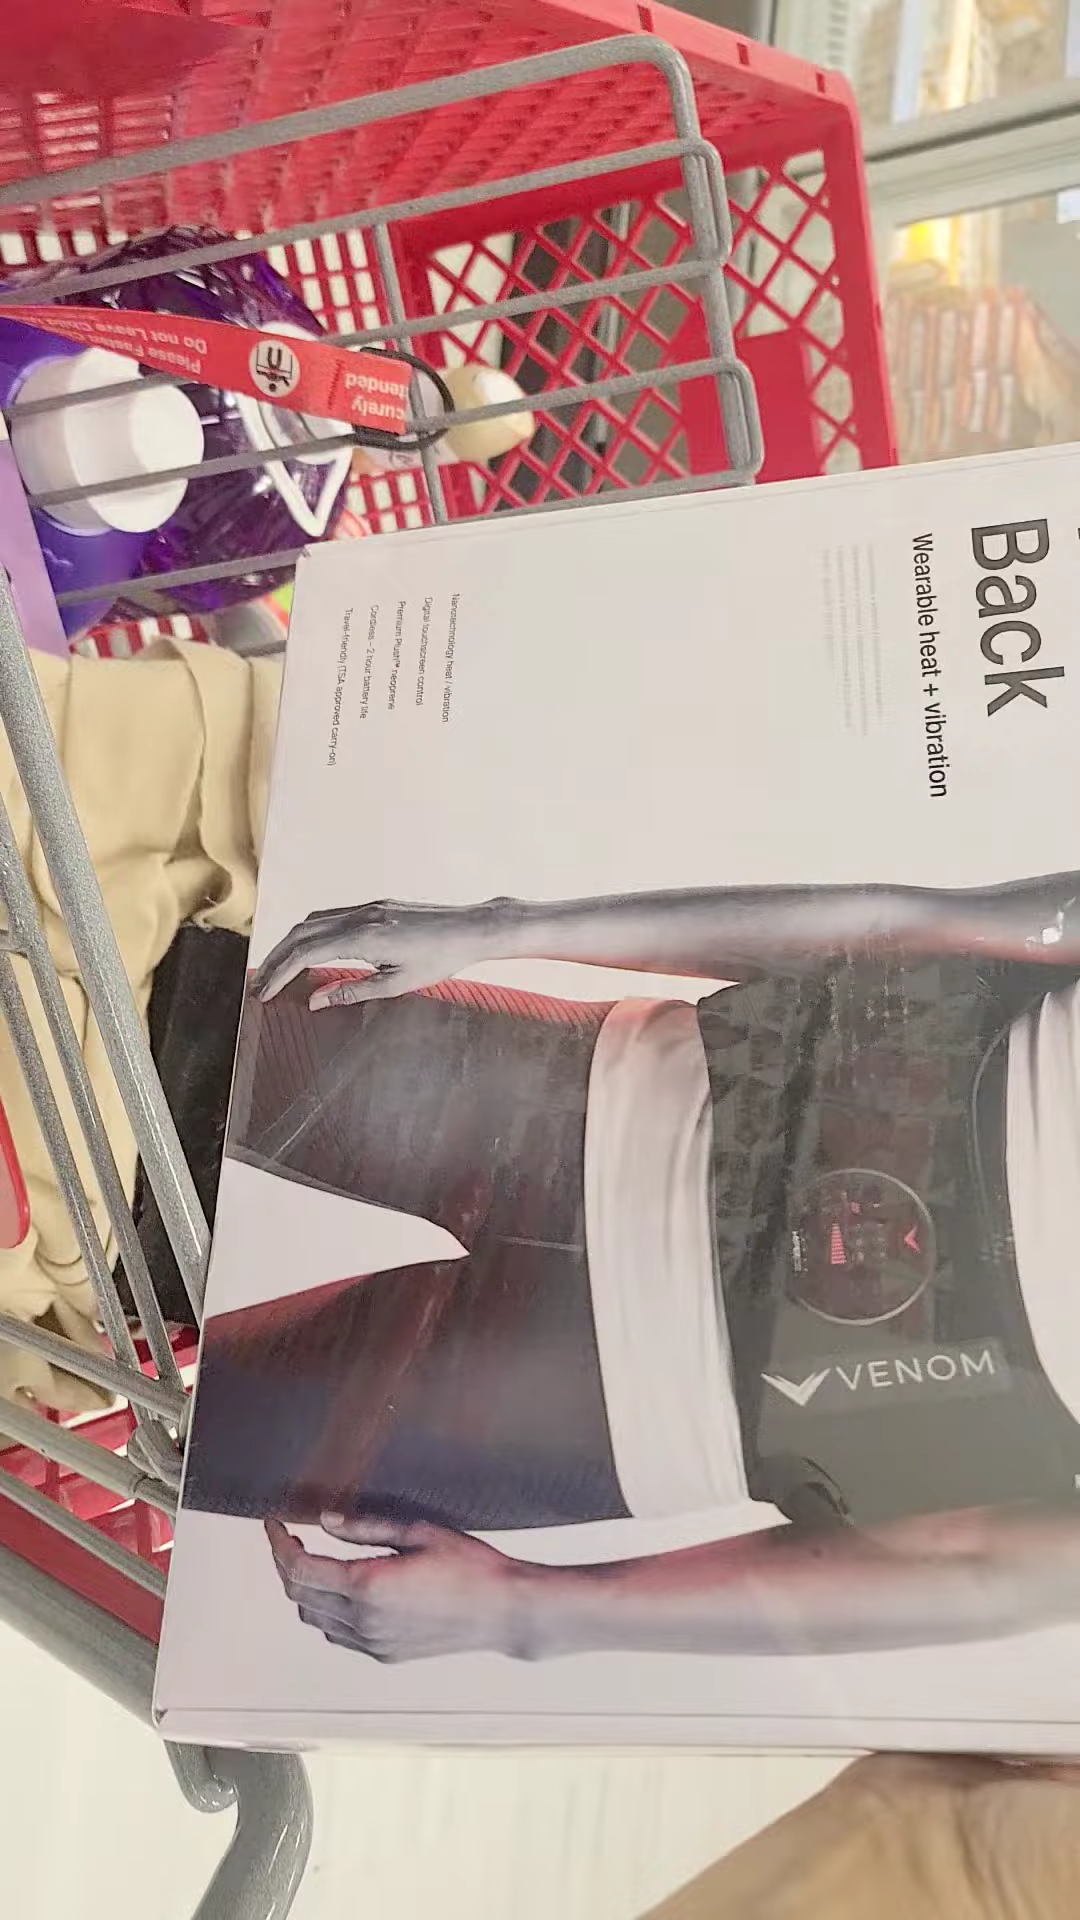 Back
Wearable heat + vibration
Nanotechnology heat / vibration
Digital touchscreen control
Premium Plush™ neoprene
Cordless – 2 hour battery life
Travel-friendly (TSA approved carry-on)
VENOM
Please Fasten
Do not Leave Child
curely
tended